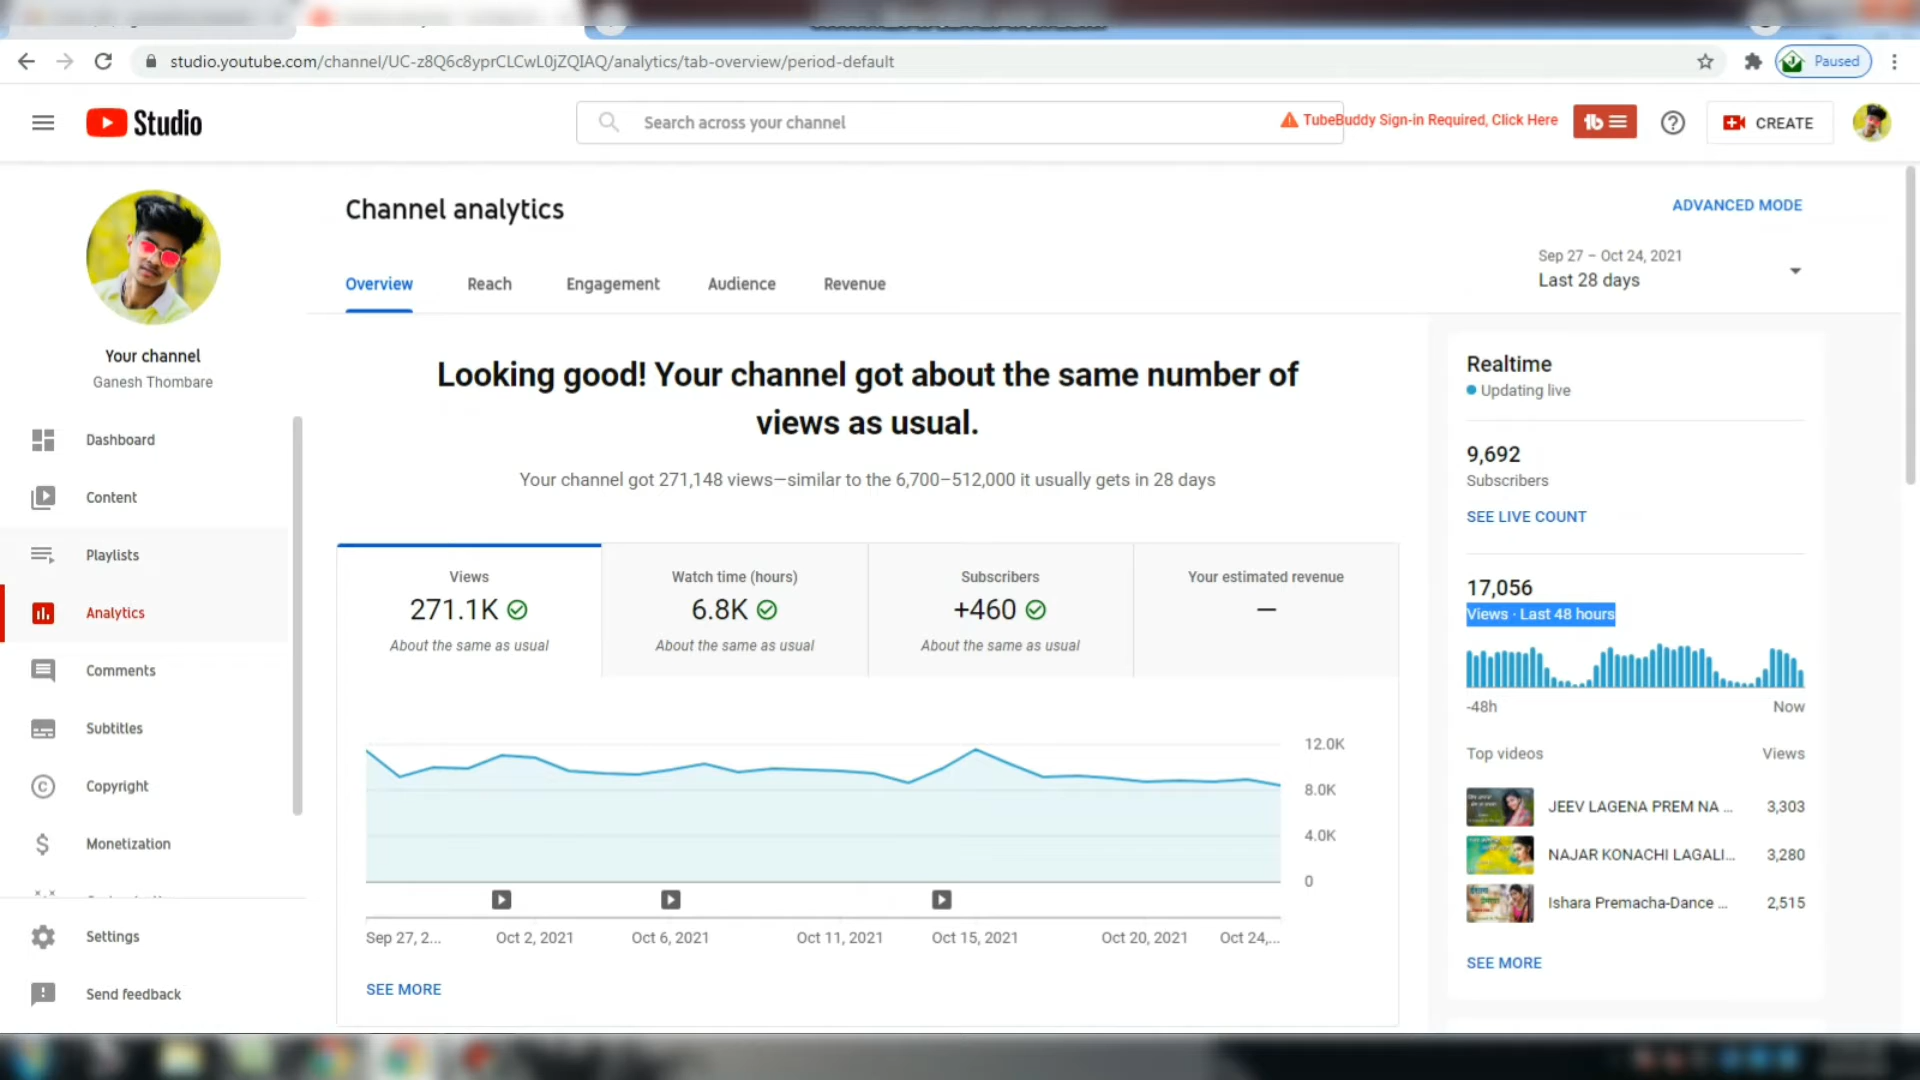 studio.youtube.com/channel/UC-z8Q6c8yprCLCwL0jZQIAQ/analytics/tab-overview/period-default
Paused
Studio
Search across your channel
TubeBuddy Sign-in Required, Click Here
CREATE
Your channel
Ganesh Thombare
Dashboard
Content
Playlists
Analytics
Comments
Subtitles
Copyright
Monetization
Settings
Send feedback
Channel analytics
ADVANCED MODE
Overview
Reach
Engagement
Audience
Revenue
Sep 27 – Oct 24, 2021
Last 28 days
Looking good! Your channel got about the same number of
views as usual.
Your channel got 271,148 views—similar to the 6,700–512,000 it usually gets in 28 days
Views
271.1K
About the same as usual
Watch time (hours)
6.8K
About the same as usual
Subscribers
+460
About the same as usual
Your estimated revenue
—
12.0K
8.0K
4.0K
0
Sep 27, 2...
Oct 2, 2021
Oct 6, 2021
Oct 11, 2021
Oct 15, 2021
Oct 20, 2021
Oct 24,...
SEE MORE
Realtime
Updating live
9,692
Subscribers
SEE LIVE COUNT
17,056
Views · Last 48 hours
-48h
Now
Top videos
Views
JEEV LAGENA PREM NA ...
3,303
NAJAR KONACHI LAGALI...
3,280
Ishara Premacha-Dance ...
2,515
SEE MORE